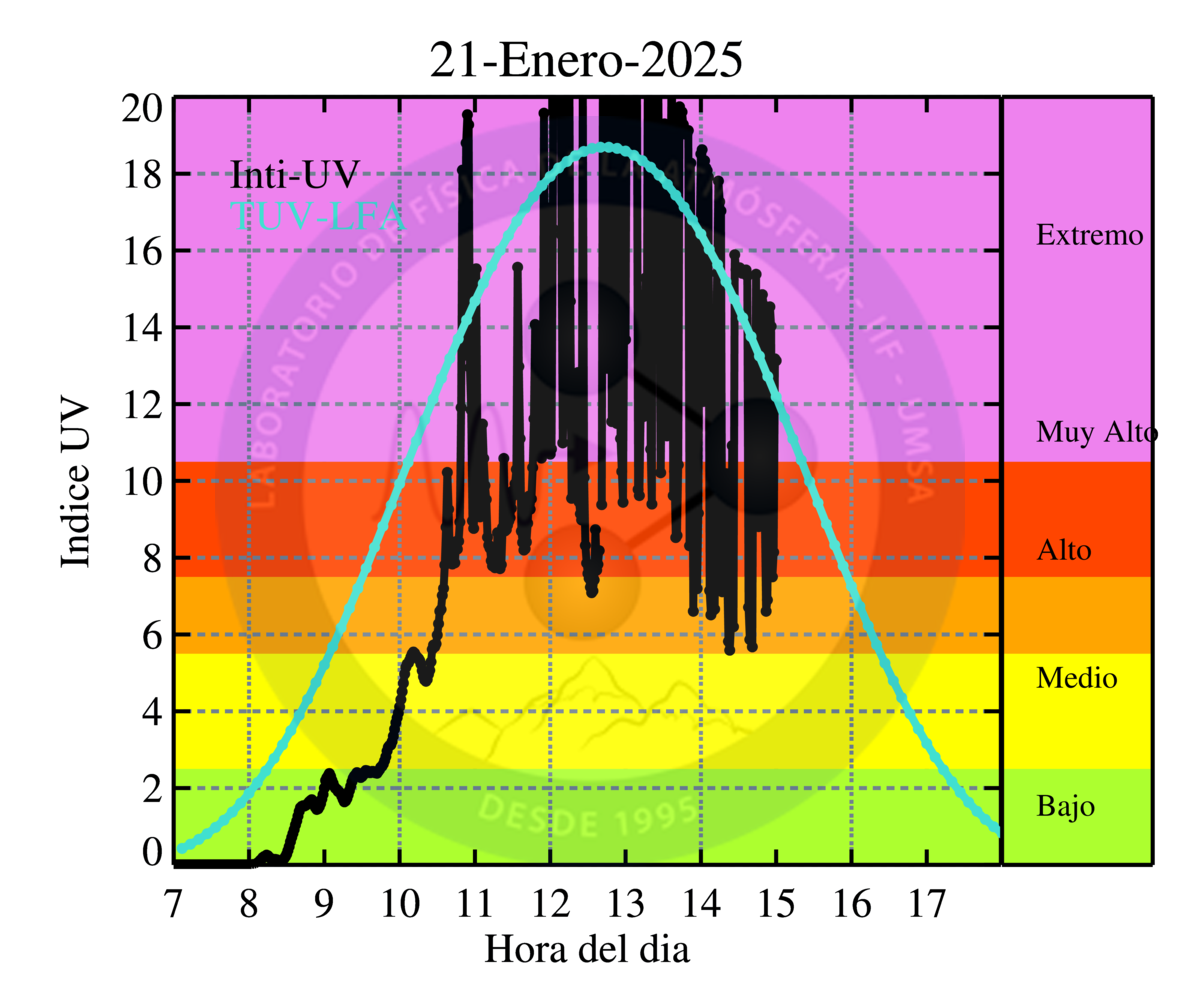 21-Enero-2025
Inti-UV
TUV-LFA
Indice UV
20
18
16
14
12
10
8
6
4
2
0
7 8 9 10 11 12 13 14 15 16 17
Hora del dia
Extremo
Muy Alto
Alto
Medio
Bajo
LABORATORIO DE FÍSICA DE LA ATMÓSFERA - IIF - UMSA
DESDE 1995